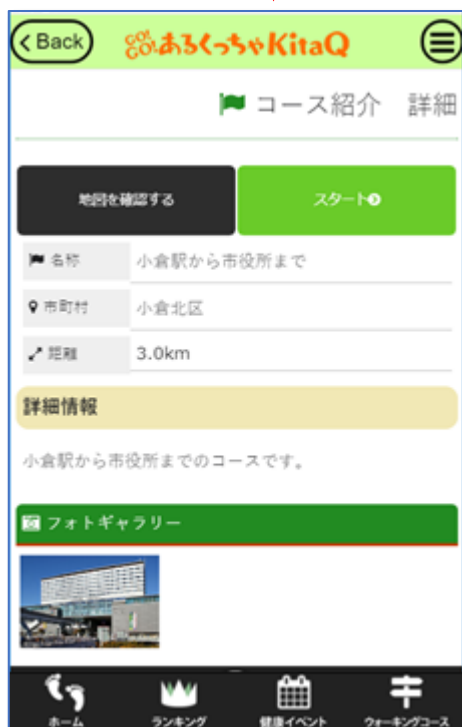 < Back GO!GO!あるくっちゃKitaQ
コース紹介 詳細
地図を確認する スタート
名称 小倉駅から市役所まで
市町村 小倉北区
距離 3.0km
詳細情報
小倉駅から市役所までのコースです。
フォトギャラリー
ホーム ランキング 健康イベント ウォーキングコース